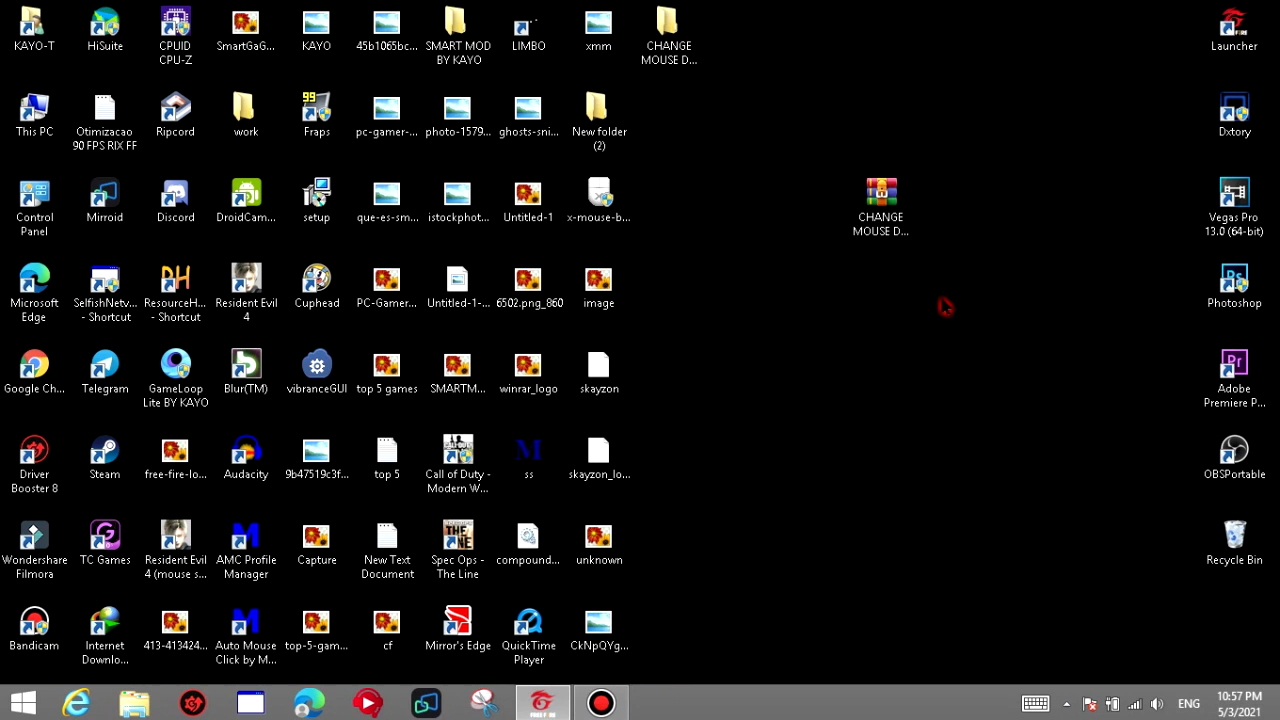 KAYO-T
HiSuite
CPUID
CPU-Z
SmartGaG...
KAYO
45b1065bc...
SMART MOD
BY KAYO
LIMBO
xmm
CHANGE
MOUSE D...
Launcher
This PC
Otimizacao
90 FPS RIX FF
Ripcord
work
99
Fraps
pc-gamer-...
photo-1579...
ghosts-sni...
New folder
(2)
Dxtory
Control
Panel
Mirroid
Discord
DroidCam...
setup
que-es-sm...
istockphot...
Untitled-1
x-mouse-b...
CHANGE
MOUSE D...
Vegas Pro
13.0 (64-bit)
Microsoft
Edge
SelfishNetv...
- Shortcut
ResourceH...
- Shortcut
Resident Evil
4
Cuphead
PC-Gamer...
Untitled-1-...
6502.png_860
image
Ps
Photoshop
Google Ch...
Telegram
GameLoop
Lite BY KAYO
Blur(TM)
vibranceGUI
top 5 games
SMARTM...
winrar_logo
skayzon
Pr
Adobe
Premiere P...
Driver
Booster 8
Steam
free-fire-lo...
Audacity
9b47519c3f...
top 5
Call of Duty -
Modern W...
M
ss
skayzon_lo...
OBSPortable
Wondershare
Filmora
TC Games
Resident Evil
4 (mouse s...
M
AMC Profile
Manager
Capture
New Text
Document
THE
Spec Ops -
The Line
compound...
unknown
Recycle Bin
Bandicam
Internet
Downlo...
413-413424...
M
Auto Mouse
Click by M...
top-5-gam...
cf
Mirror's Edge
QuickTime
Player
CkNpQYg...
ENG
10:57 PM
5/3/2021